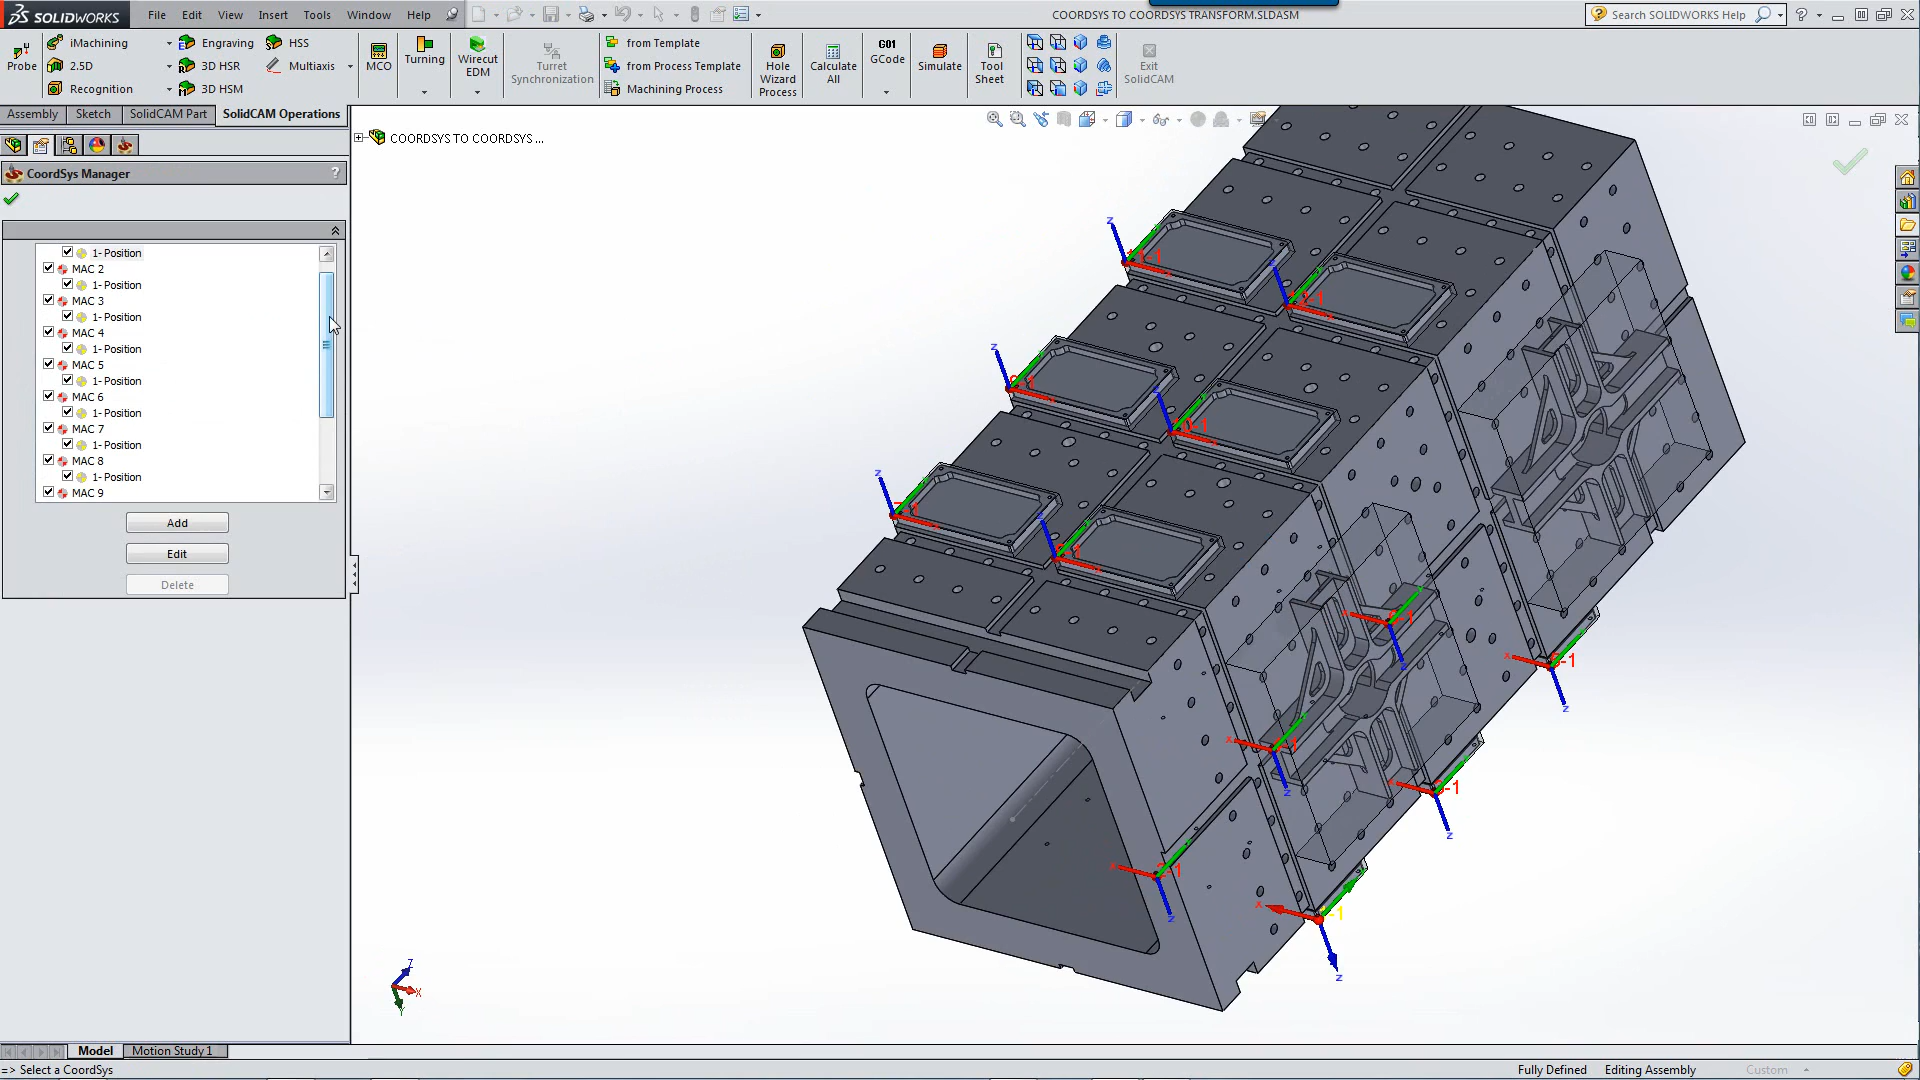 SOLIDWORKS
File Edit View Insert Tools Window Help
COORDSYS TO COORDSYS TRANSFORM.SLDASM
Search SOLIDWORKS Help
Probe
iMachining
2.5D
Recognition
Engraving
3D HSR
3D HSM
HSS
Multiaxis
MCO
Turning
Wirecut
EDM
Turret
Synchronization
from Template
from Process Template
Machining Process
Hole
Wizard
Process
Calculate
All
G01
GCode
Simulate
Tool
Sheet
Exit
SolidCAM
Assembly Sketch SolidCAM Part SolidCAM Operations
COORDSYS TO COORDSYS ...
CoordSys Manager
?
1- Position
MAC 2
1- Position
MAC 3
1- Position
MAC 4
1- Position
MAC 5
1- Position
MAC 6
1- Position
MAC 7
1- Position
MAC 8
1- Position
MAC 9
Add
Edit
Delete
Model Motion Study 1
=> Select a CoordSys
Fully Defined Editing Assembly Custom